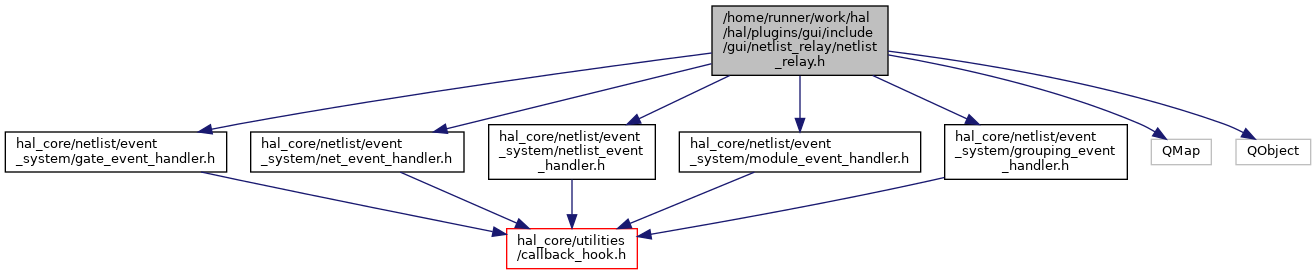 /home/runner/work/hal
/hal/plugins/gui/include
/gui/netlist_relay/netlist
_relay.h
hal_core/netlist/event
_system/gate_event_handler.h
hal_core/netlist/event
_system/net_event_handler.h
hal_core/netlist/event
_system/netlist_event
_handler.h
hal_core/netlist/event
_system/module_event_handler.h
hal_core/netlist/event
_system/grouping_event
_handler.h
QMap
QObject
hal_core/utilities
/callback_hook.h